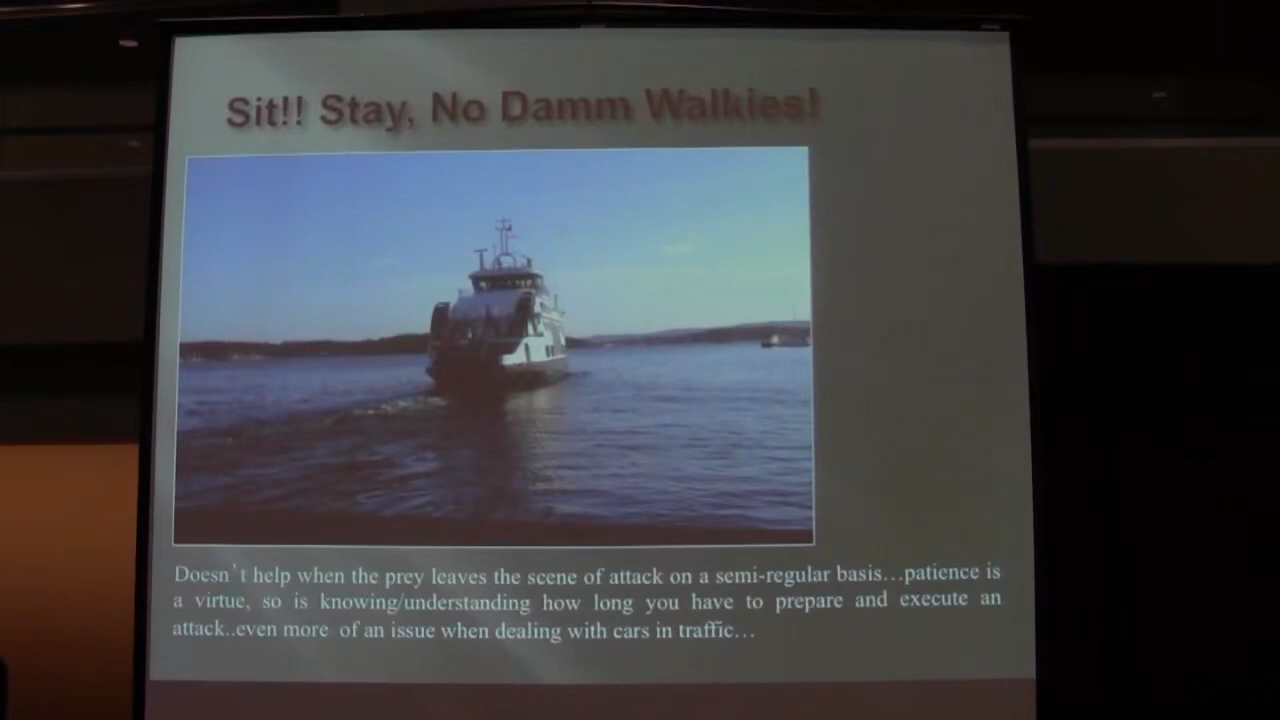 Sit!! Stay, No Damm Walkies!
Doesn't help when the prey leaves the scene of attack on a semi-regular basis…patience is
a virtue, so is knowing/understanding how long you have to prepare and execute an
attack..even more of an issue when dealing with cars in traffic…